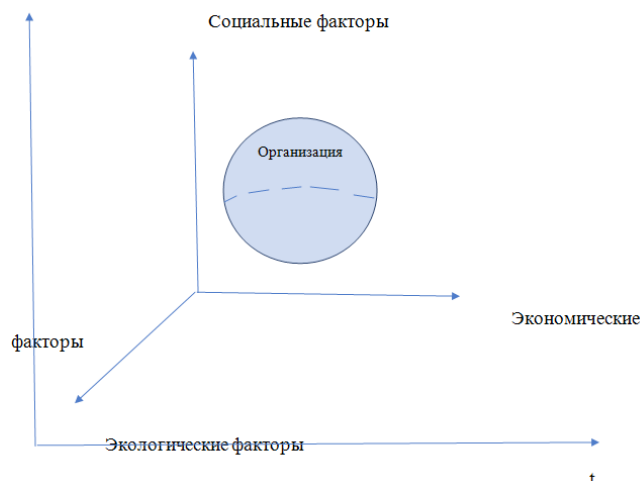 Социальные факторы
Организация
Экономические
факторы
Экологические факторы
t